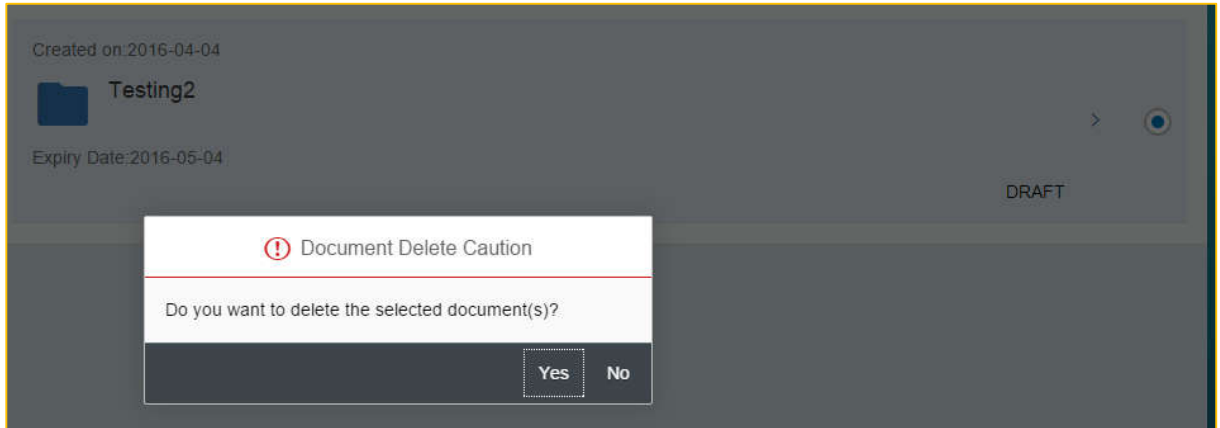 Created on:2016-04-04
Testing2
Expiry Date:2016-05-04
DRAFT
Document Delete Caution
Do you want to delete the selected document(s)?
Yes No